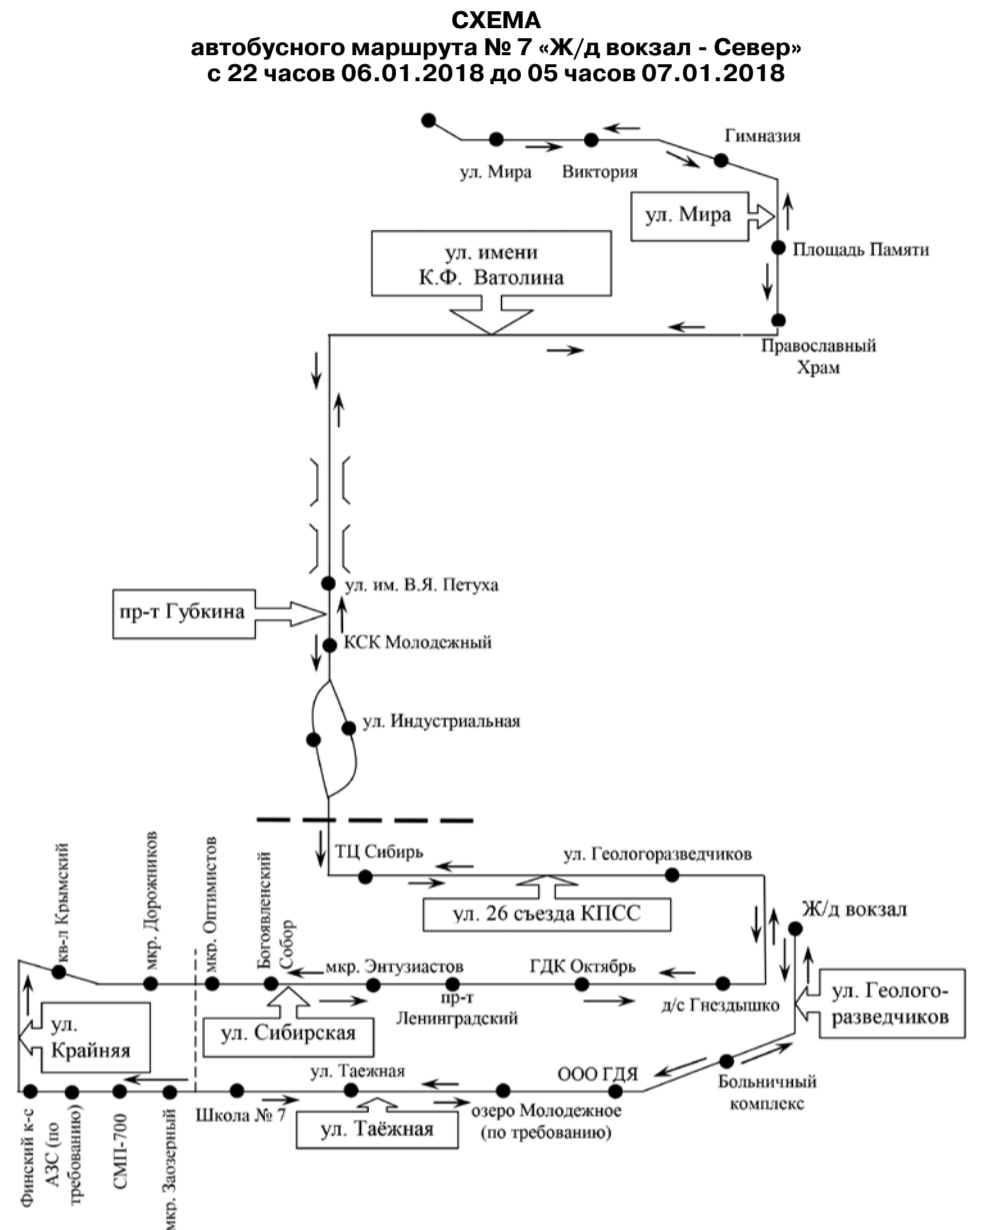 СХЕМА
автобусного маршрута № 7 «Ж/д вокзал - Север»
с 22 часов 06.01.2018 до 05 часов 07.01.2018
Гимназия
ул. Мира
Виктория
ул. Мира
Площадь Памяти
ул. имени
К.Ф. Ватолина
Православный
Храм
ул. им. В.Я. Петуха
пр-т Губкина
КСК Молодежный
ул. Индустриальная
ТЦ Сибирь
ул. Геологоразведчиков
ул. 26 съезда КПСС
Ж/д вокзал
кв-л Крымский
мкр. Дорожников
мкр. Оптимистов
Богоявленский
Собор
мкр. Энтузиастов
ГДК Октябрь
пр-т
Ленинградский
д/с Гнездышко
ул. Геолого-
разведчиков
ул.
Крайняя
ул. Сибирская
ул. Таежная
ООО ГДЯ
Больничный
комплекс
Школа № 7
озеро Молодежное
(по требованию)
ул. Таёжная
Финский к-с
АЗС (по
требованию)
СМП-700
мкр. Заозерный